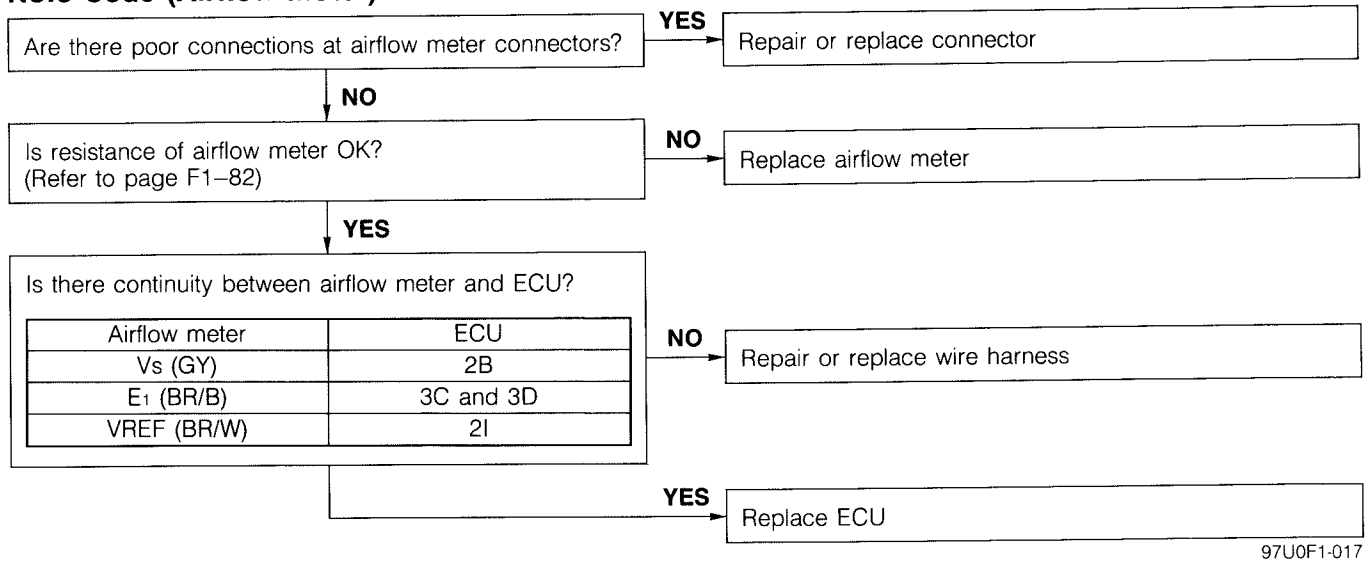 Are there poor connections at airflow meter connectors?
YES
Repair or replace connector
NO
Is resistance of airflow meter OK?
(Refer to page F1–82)
NO
Replace airflow meter
YES
Is there continuity between airflow meter and ECU?
Airflow meter ECU
Vs (GY) 2B
E1 (BR/B) 3C and 3D
VREF (BR/W) 2I
NO
Repair or replace wire harness
YES
Replace ECU
97U0F1-017